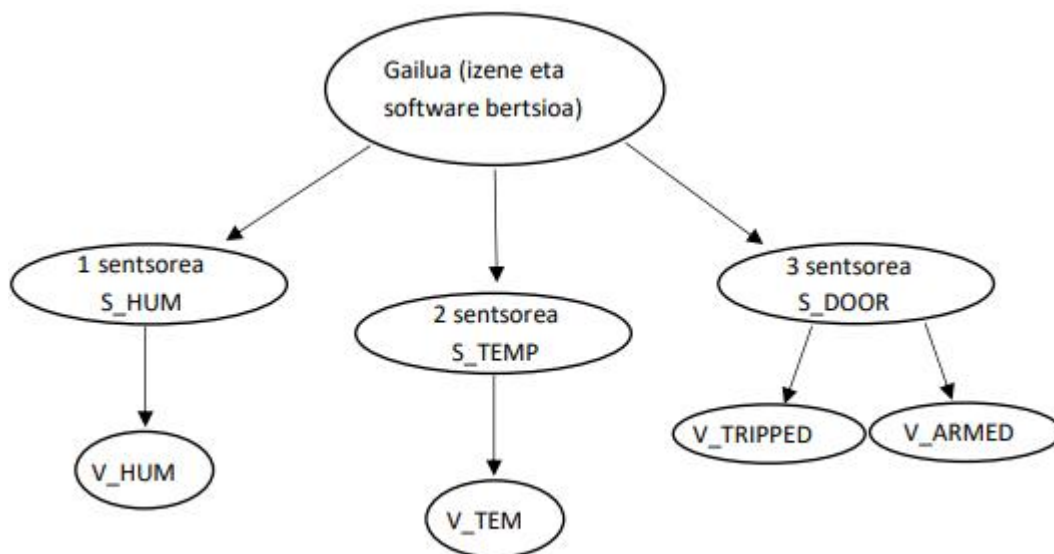 Gailua (izene eta
software bertsioa)
1 sentsorea
S_HUM
2 sentsorea
S_TEMP
3 sentsorea
S_DOOR
V_HUM
V_TEM
V_TRIPPED
V_ARMED